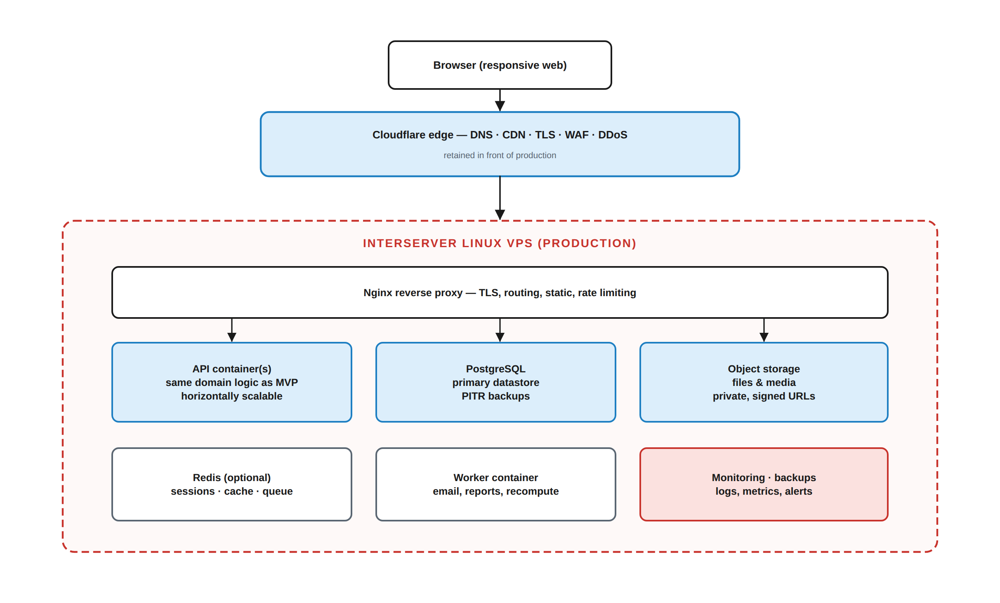 Browser (responsive web)
Cloudflare edge — DNS · CDN · TLS · WAF · DDoS
retained in front of production
INTERSERVER LINUX VPS (PRODUCTION)
Nginx reverse proxy — TLS, routing, static, rate limiting
API container(s)
same domain logic as MVP
horizontally scalable
PostgreSQL
primary datastore
PITR backups
Object storage
files & media
private, signed URLs
Redis (optional)
sessions · cache · queue
Worker container
email, reports, recompute
Monitoring · backups
logs, metrics, alerts